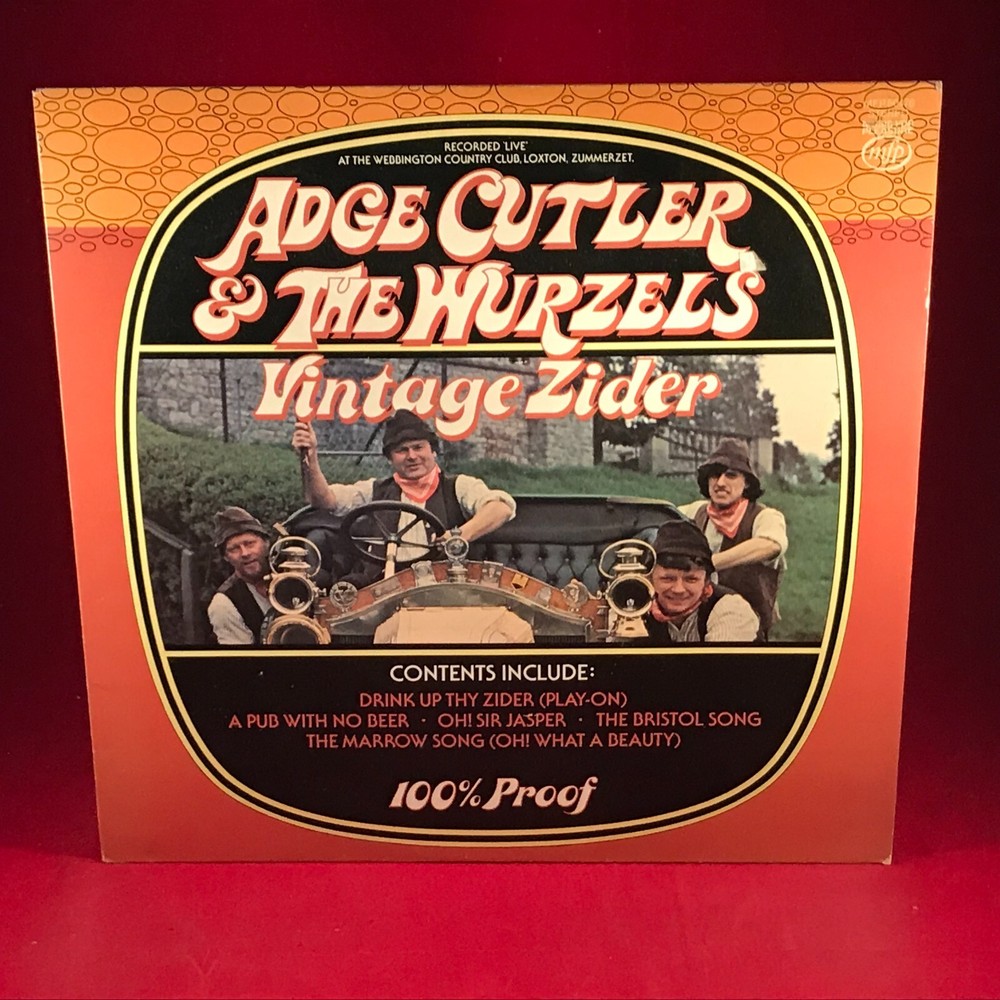 RECORDED 'LIVE'
AT THE WEBBINGTON COUNTRY CLUB, LOXTON, ZUMMERZET.
ADGE CUTLER
& THE WURZELS
Vintage Zider
CONTENTS INCLUDE:
DRINK UP THY ZIDER (PLAY-ON)
A PUB WITH NO BEER · OH! SIR JASPER · THE BRISTOL SONG
THE MARROW SONG (OH! WHAT A BEAUTY)
100% Proof
mfp